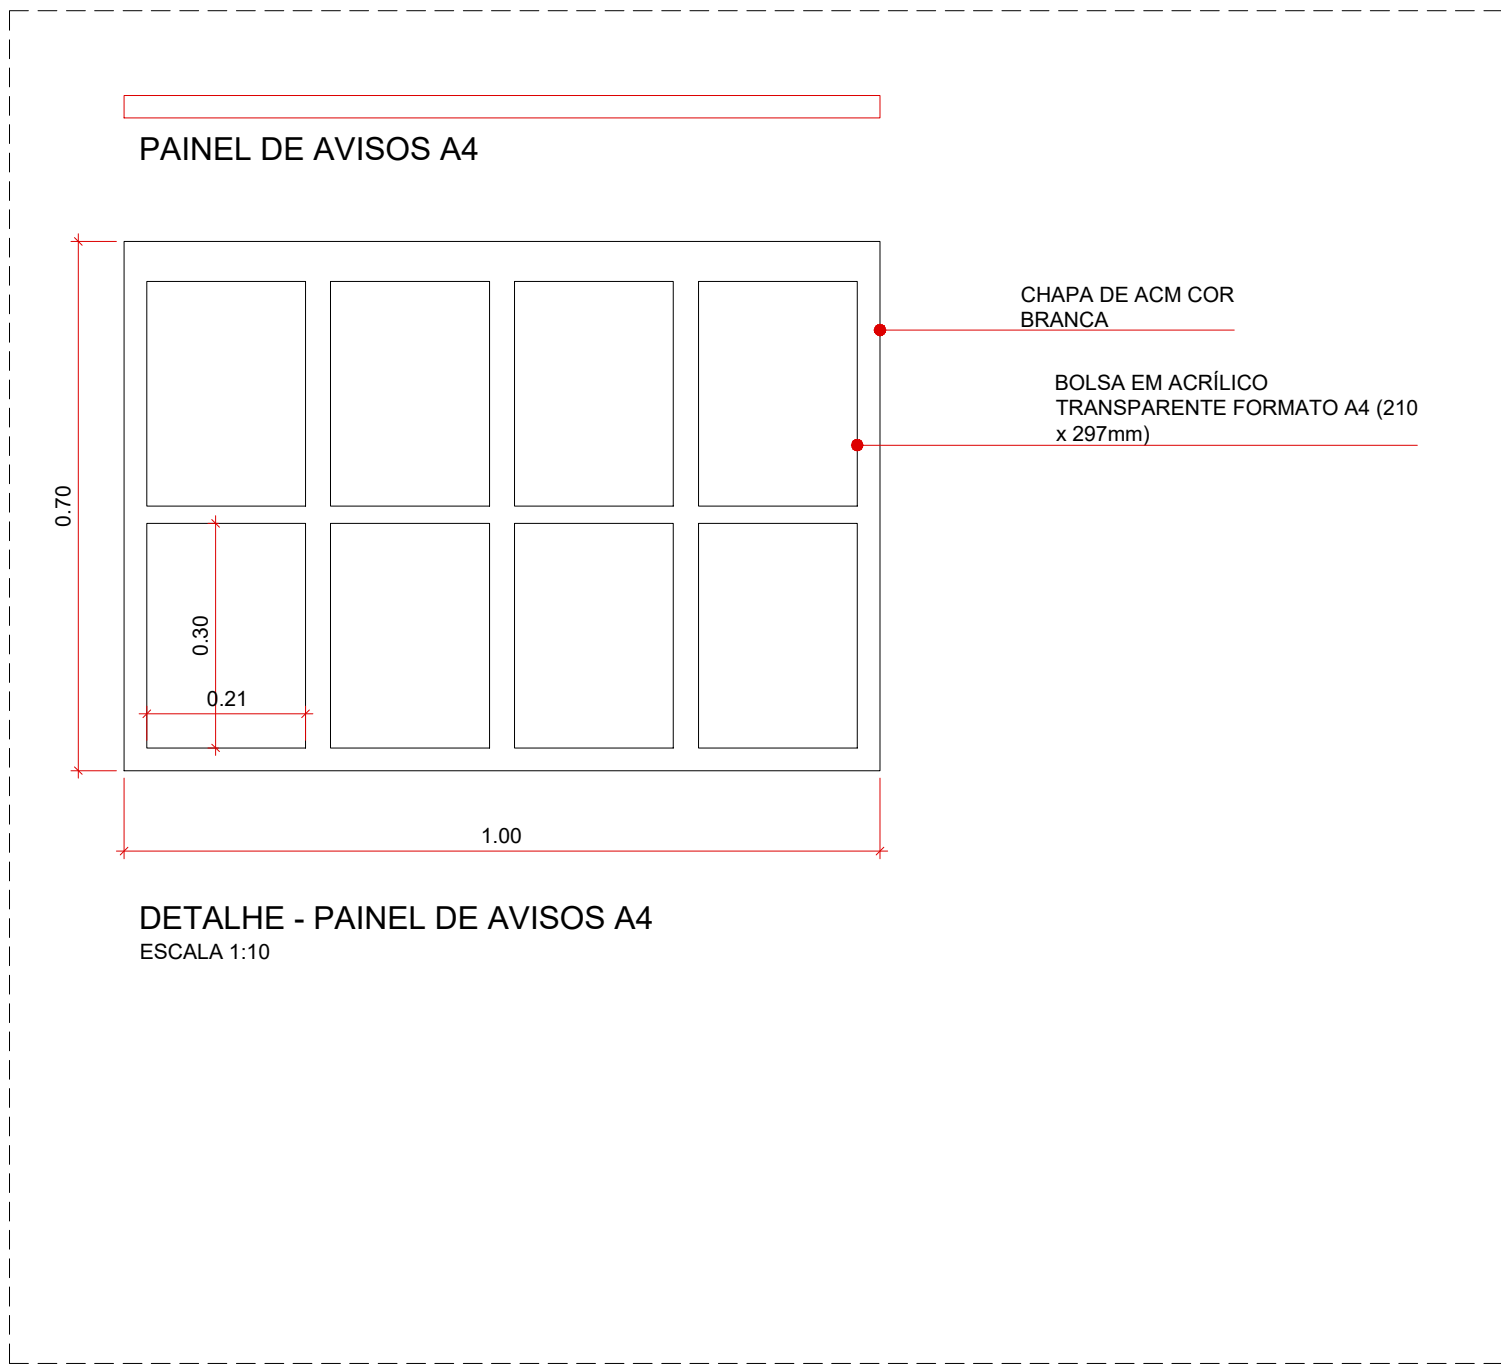 PAINEL DE AVISOS A4
CHAPA DE ACM COR
BRANCA
BOLSA EM ACRÍLICO
TRANSPARENTE FORMATO A4 (210
x 297mm)
0.70
0.30
0.21
1.00
DETALHE - PAINEL DE AVISOS A4
ESCALA 1:10